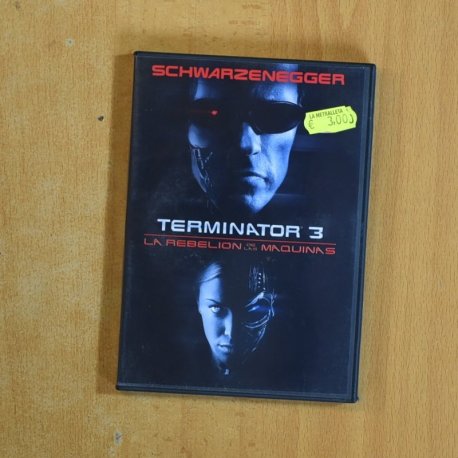 SCHWARZENEGGER
LA METRALLETA
€ 3,00
TERMINATOR 3
LA REBELION DE LAS MAQUINAS